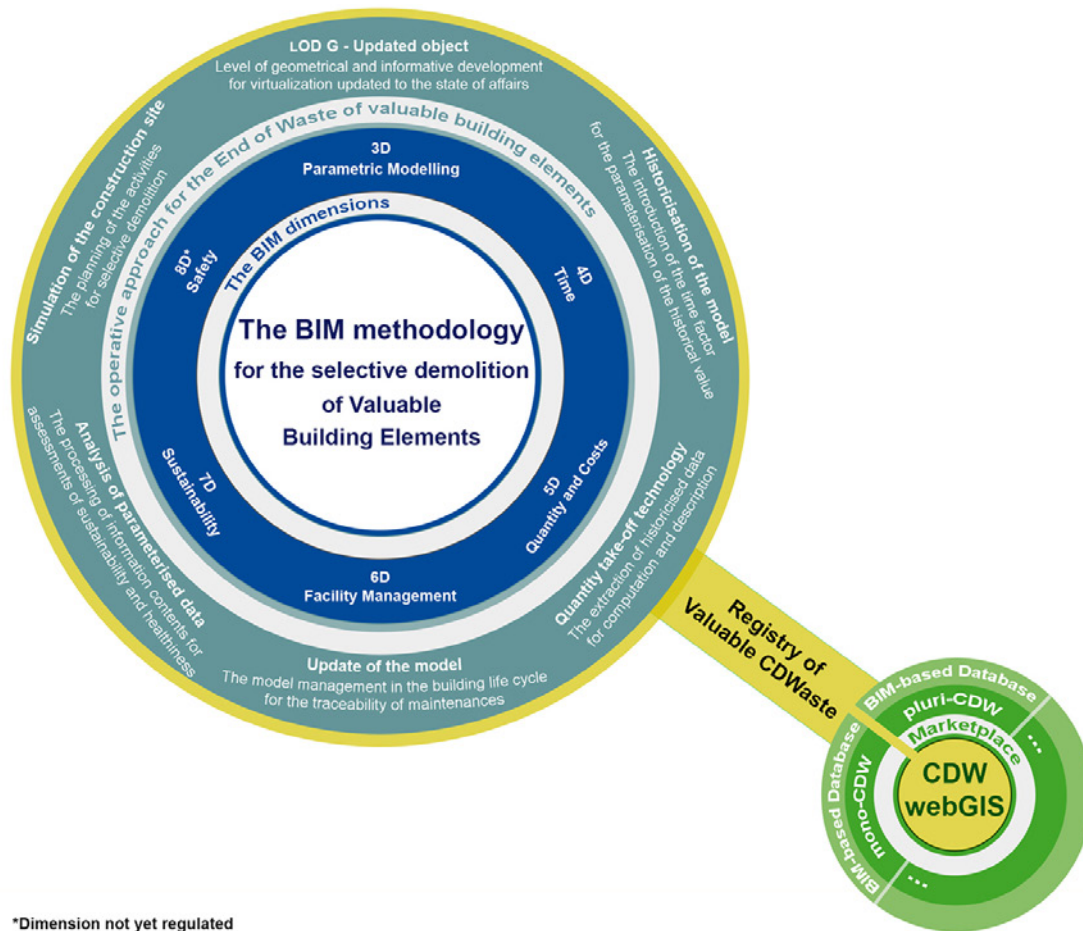 LOD G - Updated object
Level of geometrical and informative development
for virtualization updated to the state of affairs
Historicisation of the model
The introduction of the time factor
for the parameterisation of the historical value
Quantity take-off technology
The extraction of historicised data
for computation and description
Update of the model
The model management in the building life cycle
for the traceability of maintenances
Analysis of parameterised data
The processing of information contents for
assessments of sustainability and healthiness
Simulation of the construction site
The planning of the activities
for selective demolition
The operative approach for the End of Waste of valuable building elements
3D
Parametric Modelling
4D
Time
5D
Quantity and Costs
6D
Facility Management
7D
Sustainability
8D*
Safety
The BIM dimensions
The BIM methodology
for the selective demolition
of Valuable
Building Elements
Registry of
Valuable CDWaste
BIM-based Database
pluri-CDW
...
BIM-based Database
mono-CDW
...
Marketplace
CDW
webGIS
*Dimension not yet regulated